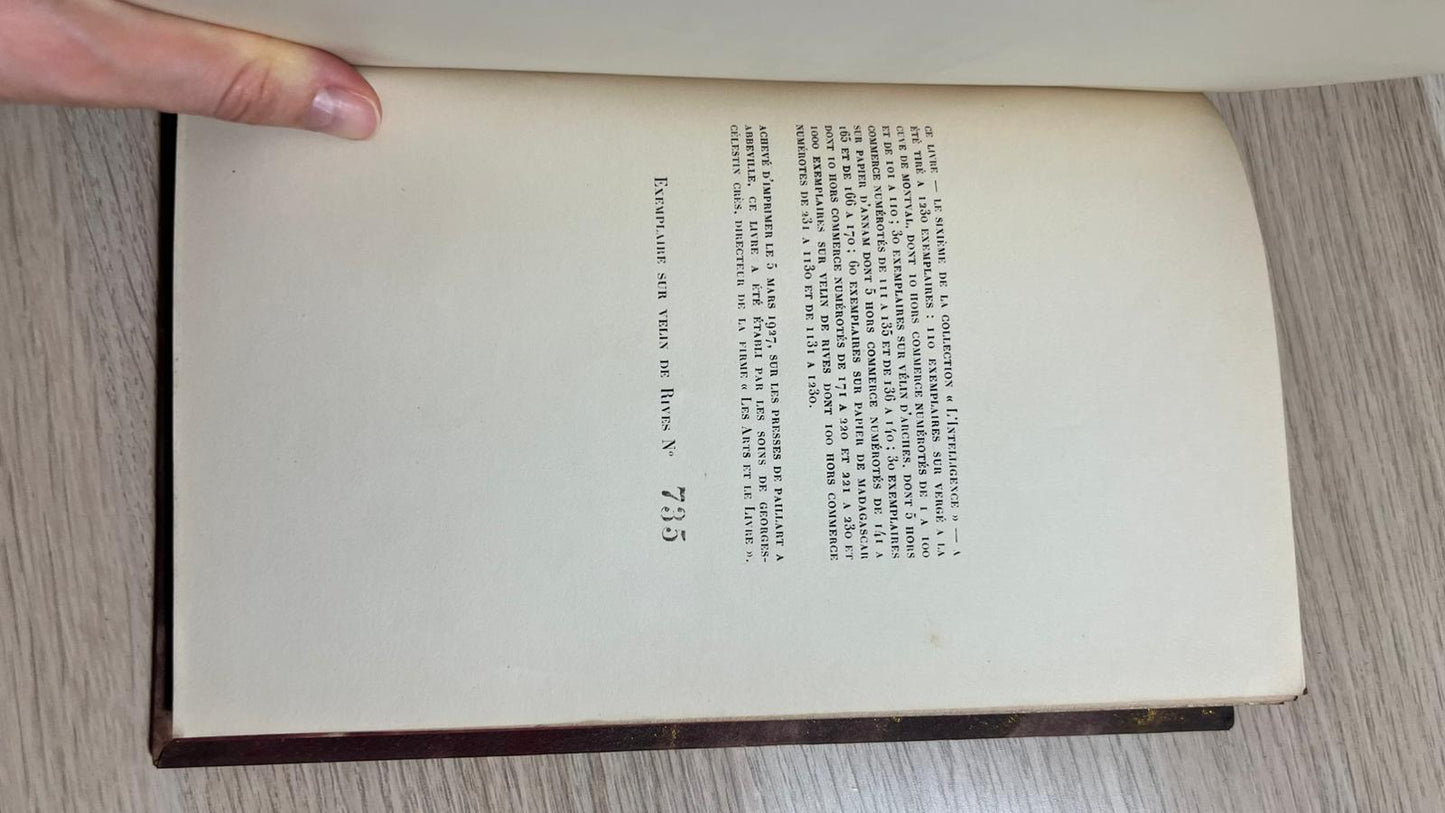 CE LIVRE — LE SIXIÈME DE LA COLLECTION « L'INTELLIGENCE » — A
ÉTÉ TIRÉ A 1230 EXEMPLAIRES : 110 EXEMPLAIRES SUR VERGÉ A LA
CUVE DE MONTVAL, DONT 10 HORS COMMERCE NUMÉROTÉS DE 1 A 100
ET DE 101 A 110 ; 30 EXEMPLAIRES SUR VÉLIN D'ARCHES, DONT 5 HORS
COMMERCE NUMÉROTÉS DE 111 A 135 ET DE 136 A 140 ; 30 EXEMPLAIRES
SUR PAPIER D'ANNAM DONT 5 HORS COMMERCE NUMÉROTÉS DE 141 A
165 ET DE 166 A 170 ; 60 EXEMPLAIRES SUR PAPIER DE MADAGASCAR
DONT 10 HORS COMMERCE NUMÉROTÉS DE 171 A 220 ET 221 A 230 ET
1000 EXEMPLAIRES SUR VELIN DE RIVES DONT 100 HORS COMMERCE
NUMÉROTES DE 231 A 1130 ET DE 1131 A 1230.
ACHEVÉ D'IMPRIMER LE 5 MARS 1927, SUR LES PRESSES DE PAILLART A
ABBEVILLE, CE LIVRE A ÉTÉ ÉTABLI PAR LES SOINS DE GEORGES-
CÉLESTIN CRÈS, DIRECTEUR DE LA FIRME « LES ARTS ET LE LIVRE ».
EXEMPLAIRE SUR VELIN DE RIVES N° 735